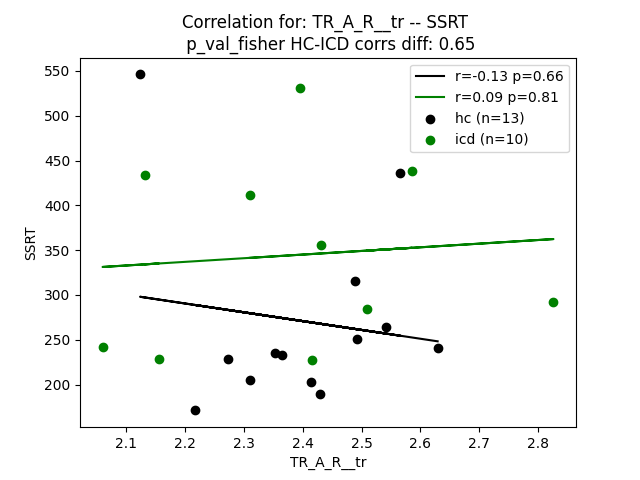 Correlation for: TR_A_R__tr -- SSRT
p_val_fisher HC-ICD corrs diff: 0.65
r=-0.13 p=0.66
r=0.09 p=0.81
hc (n=13)
icd (n=10)
550
500
450
400
350
300
250
200
SSRT
2.1 2.2 2.3 2.4 2.5 2.6 2.7 2.8
TR_A_R__tr